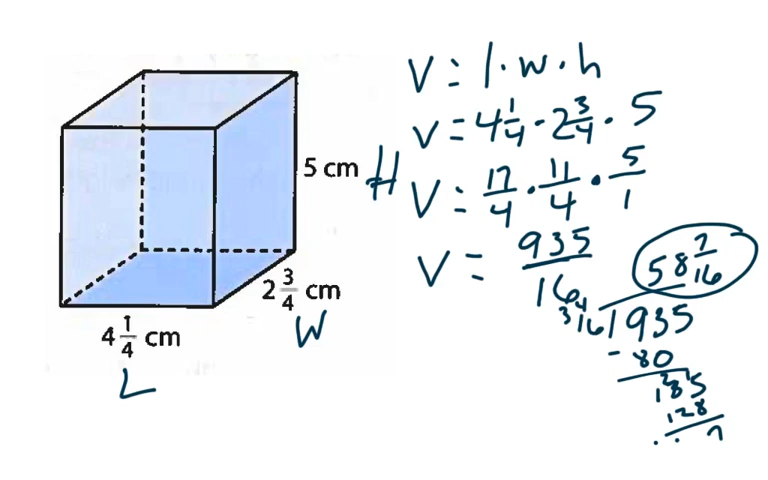 5 cm H
2 3/4 cm
W
4 1/4 cm
L
V = l · w · h
V = 4 1/4 · 2 3/4 · 5
V = 17/4 · 11/4 · 5/1
V = 935/16
58 7/16
16 935
- 80
185
128
7